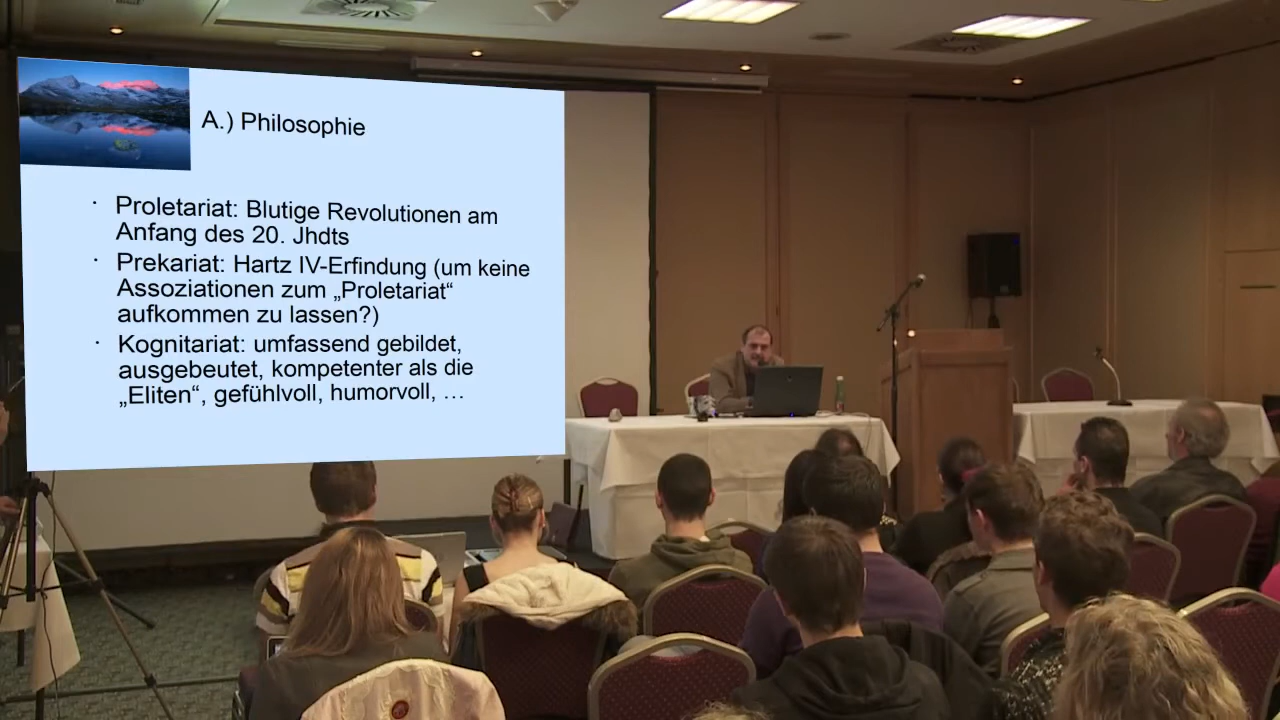 A.) Philosophie
· Proletariat: Blutige Revolutionen am
Anfang des 20. Jhdts
· Prekariat: Hartz IV-Erfindung (um keine
Assoziationen zum „Proletariat“
aufkommen zu lassen?)
· Kognitariat: umfassend gebildet,
ausgebeutet, kompetenter als die
„Eliten“, gefühlvoll, humorvoll, …